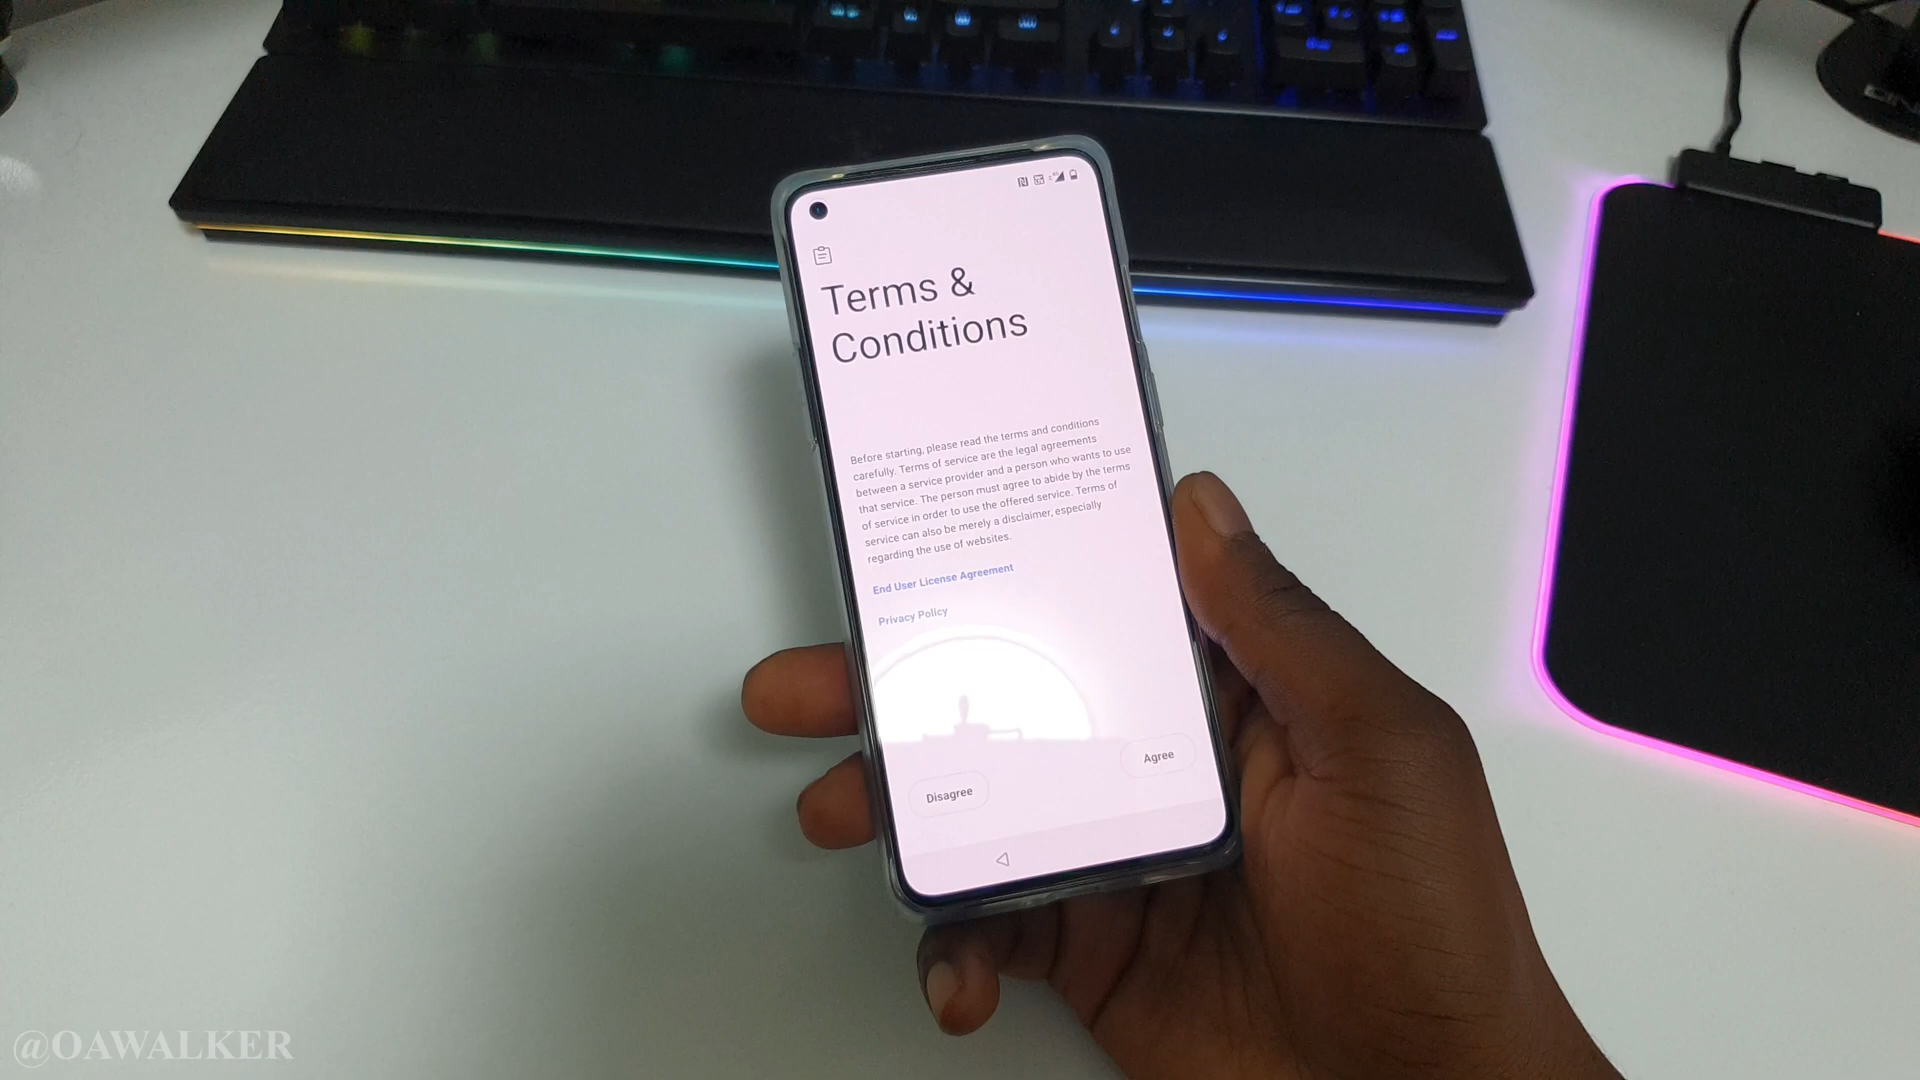 Terms &
Conditions
Before starting, please read the terms and conditions
carefully. Terms of service are the legal agreements
between a service provider and a person who wants to use
that service. The person must agree to abide by the terms
of service in order to use the offered service. Terms of
service can also be merely a disclaimer, especially
regarding the use of websites.
End User License Agreement
Privacy Policy
Disagree
Agree
@OAWALKER